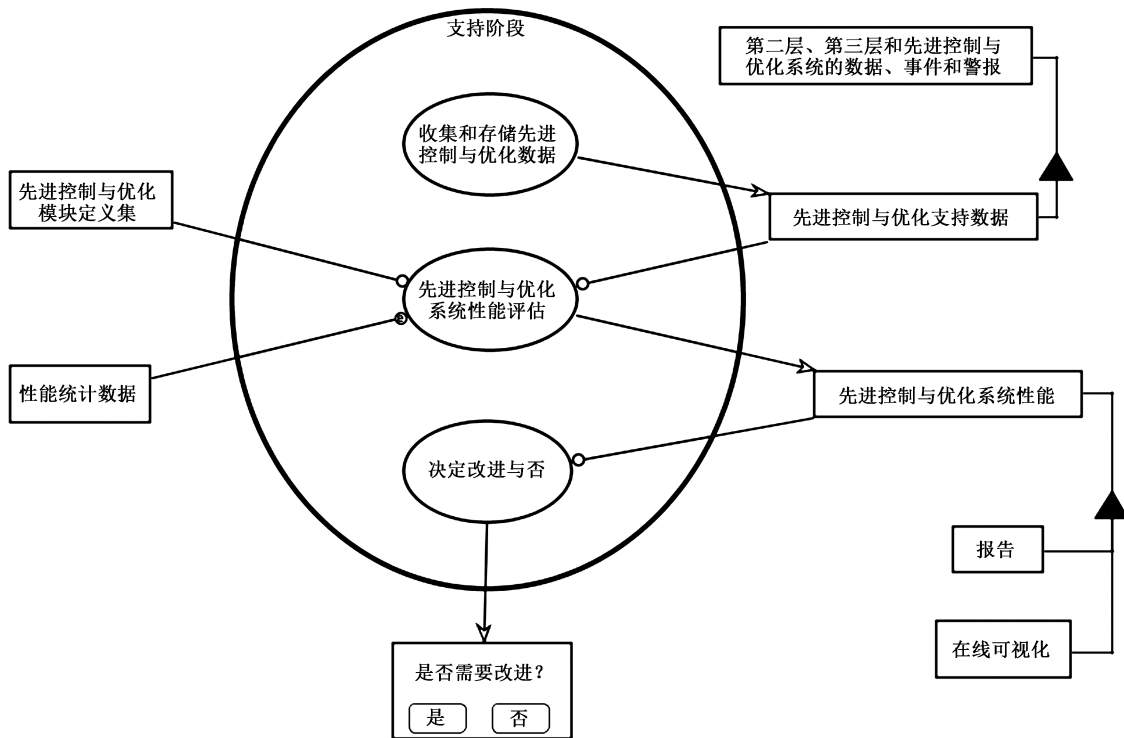 支持阶段
第二层、第三层和先进控制与
优化系统的数据、事件和警报
收集和存储先进
控制与优化数据
先进控制与优化
模块定义集
先进控制与优化支持数据
先进控制与优化
系统性能评估
性能统计数据
先进控制与优化系统性能
决定改进与否
报告
在线可视化
是否需要改进?
是
否